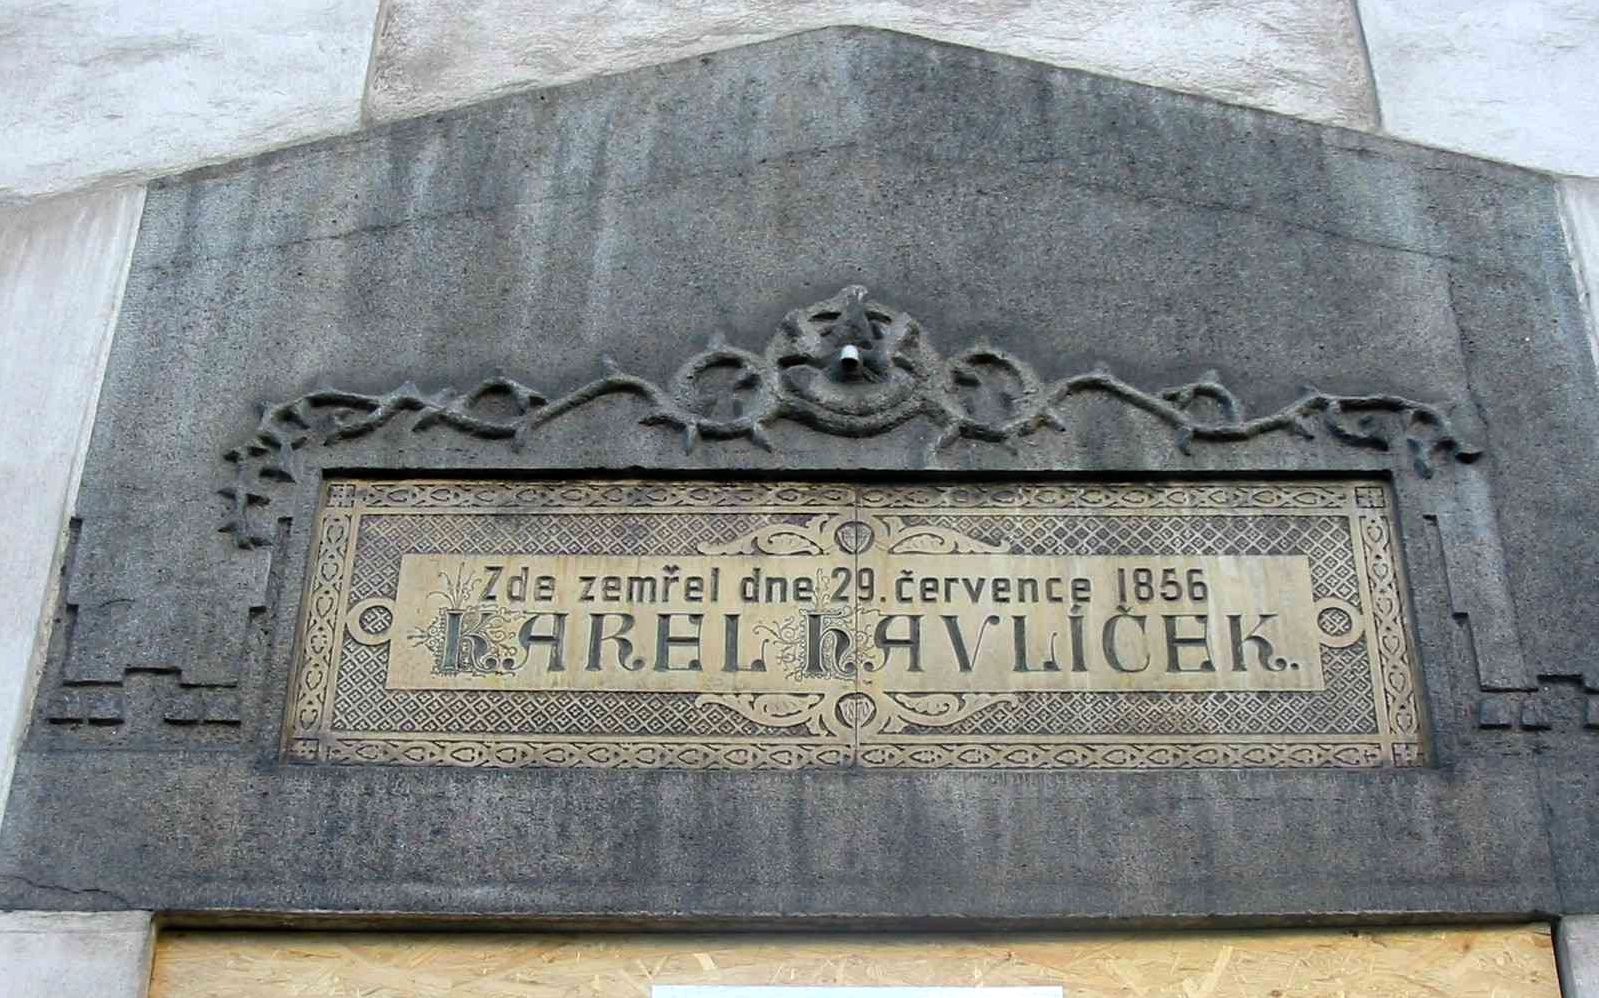 Zde zemřel dne 29. července 1856
KAREL HAVLÍČEK.